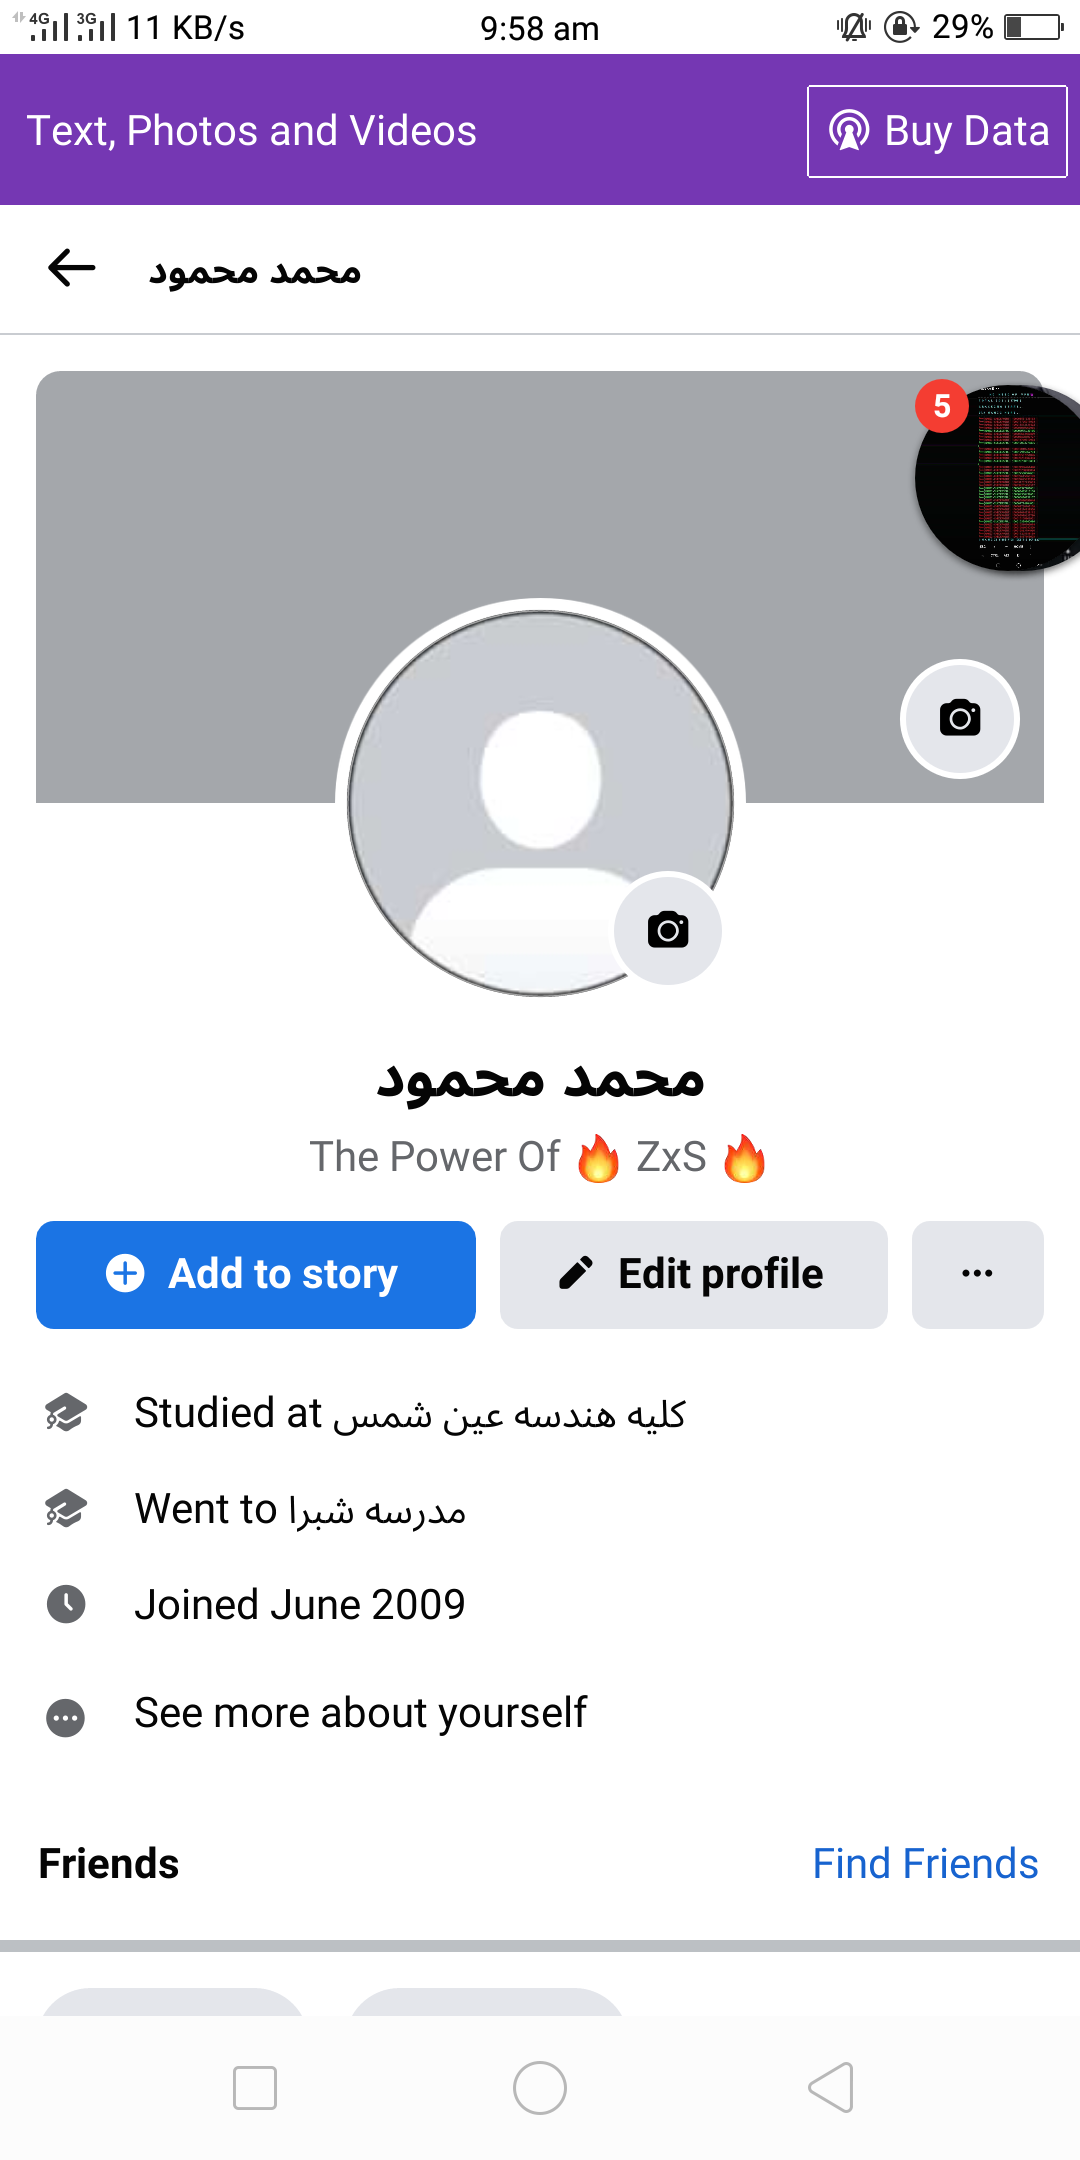 4G 3G 11 KB/s 9:58 am 29%
Text, Photos and Videos
Buy Data
محمد محمود
5
محمد محمود
The Power Of 🔥 ZxS 🔥
Add to story
Edit profile
Studied at كليه هندسه عين شمس
Went to مدرسه شبرا
Joined June 2009
See more about yourself
Friends
Find Friends